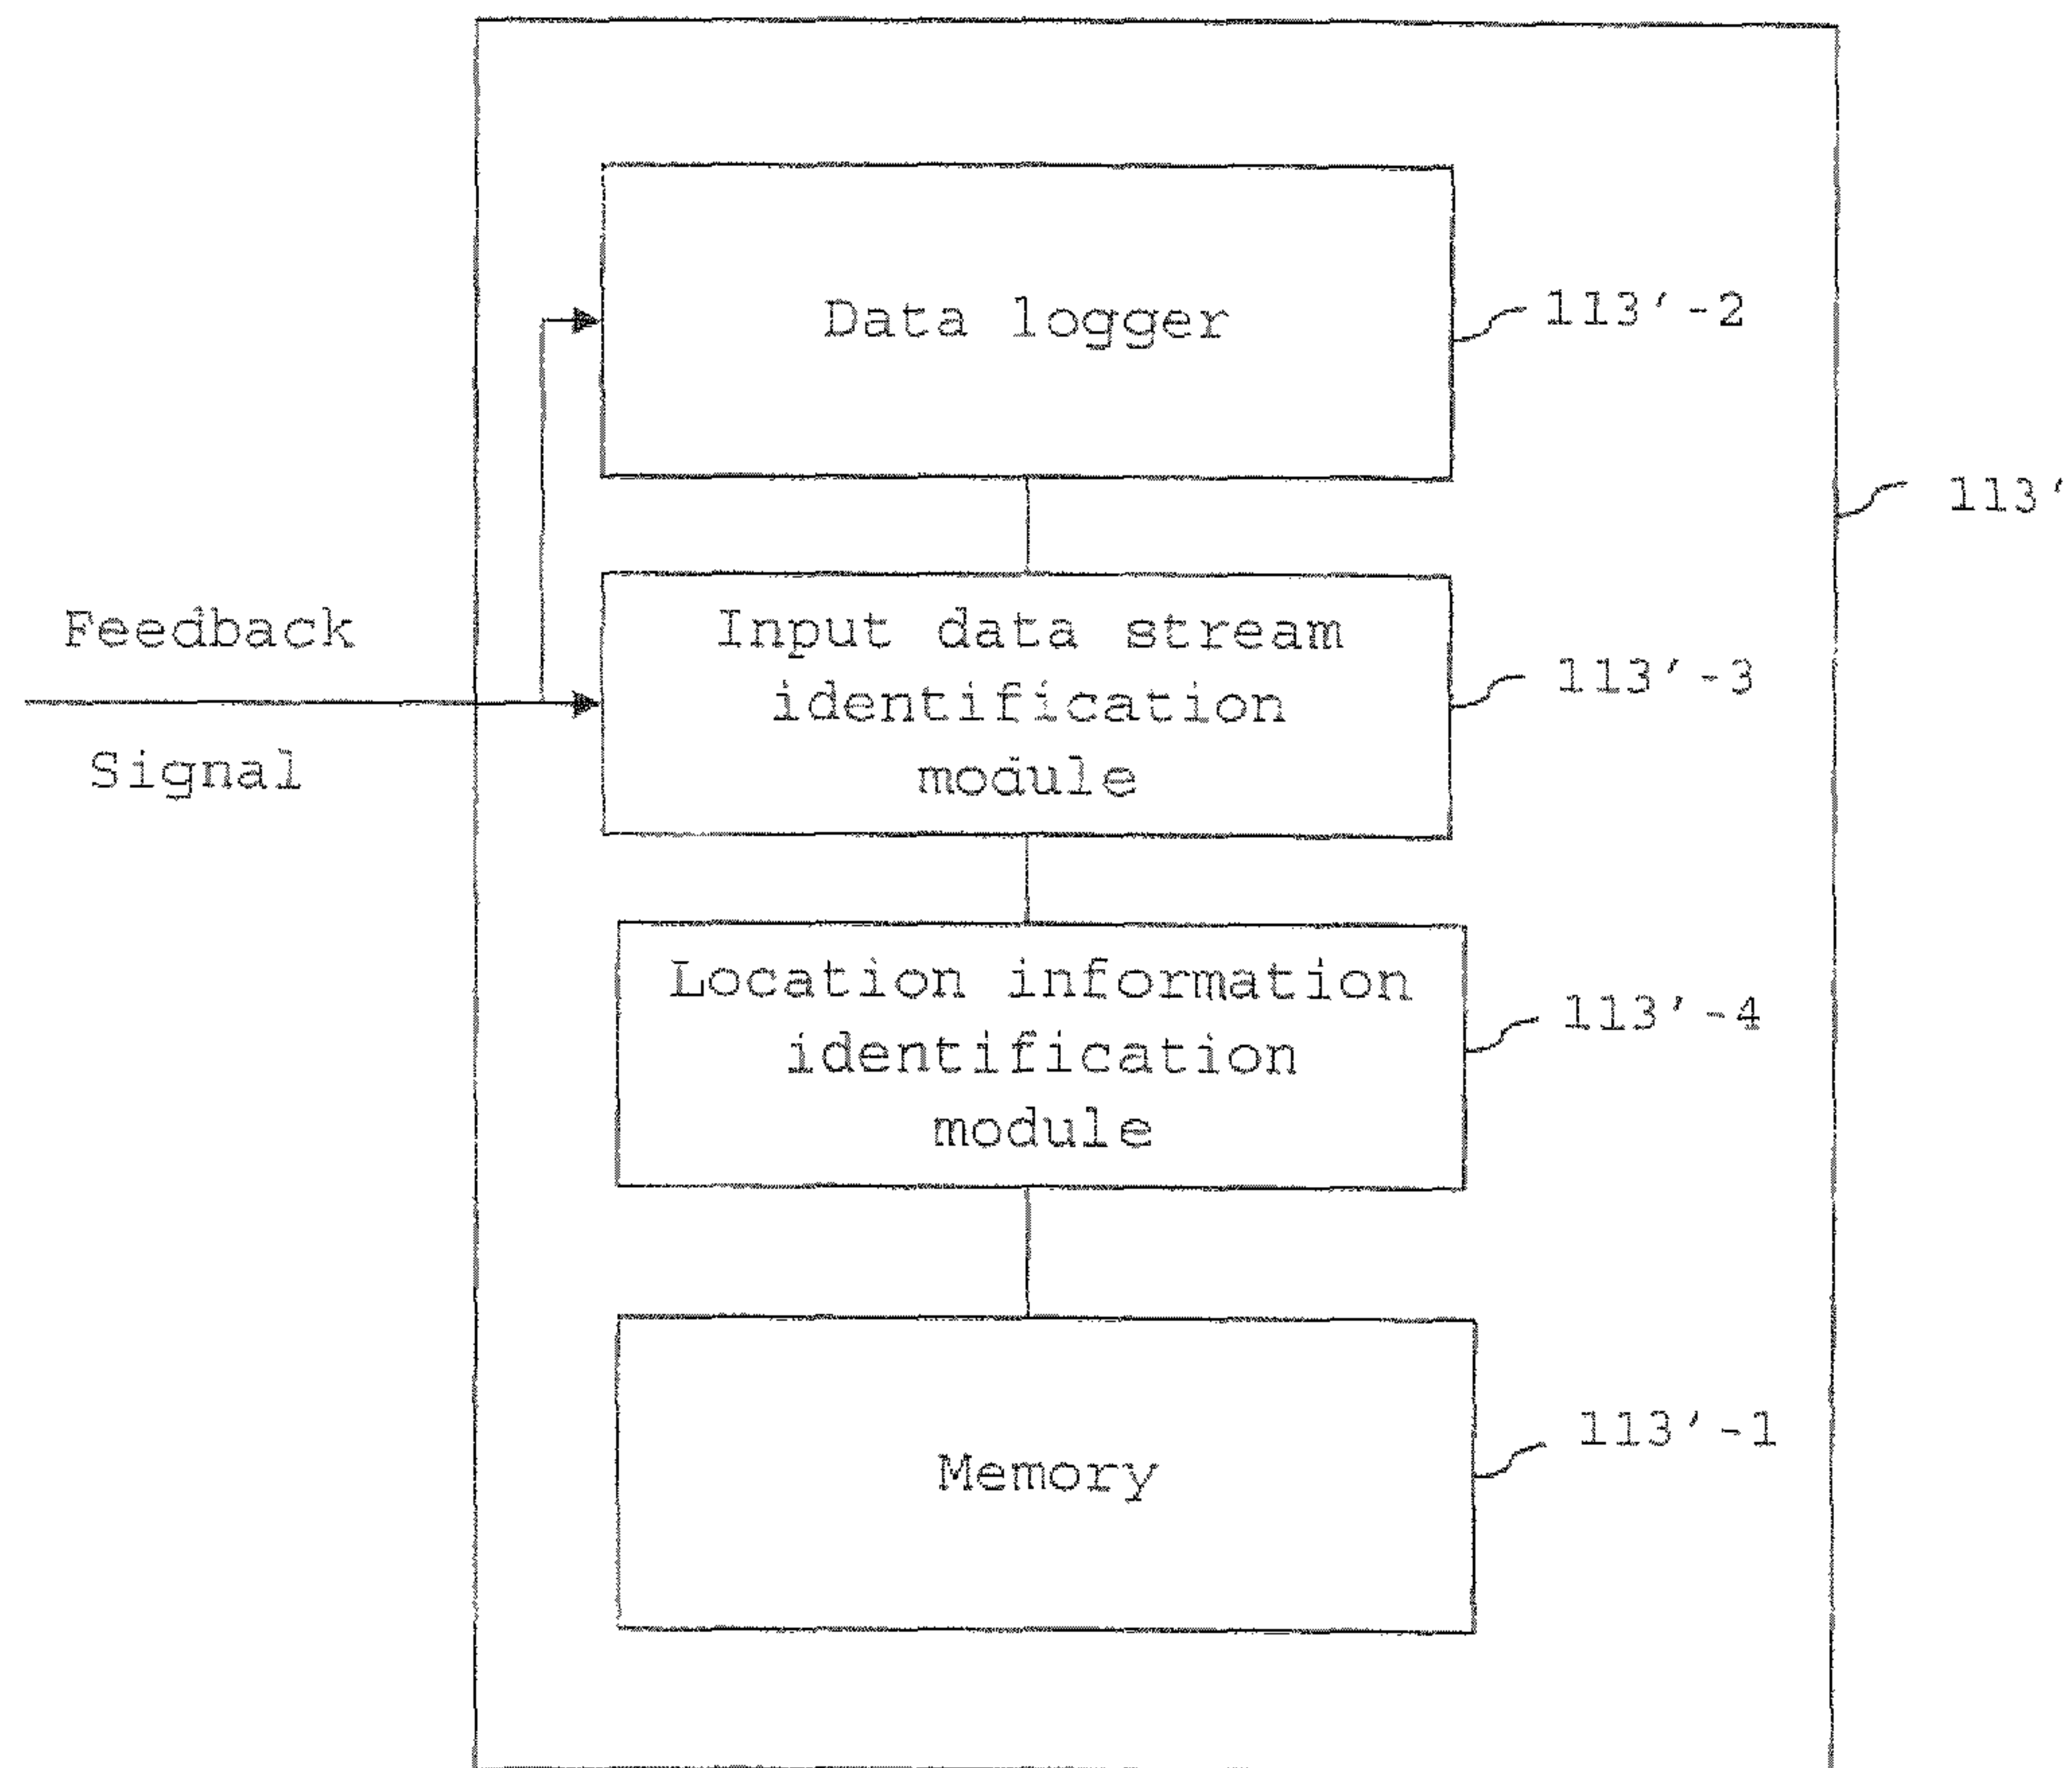 Data logger
113'-2
113'
Feedback
Signal
Input data stream
identification
module
113'-3
Location information
identification
module
113'-4
Memory
113'-1